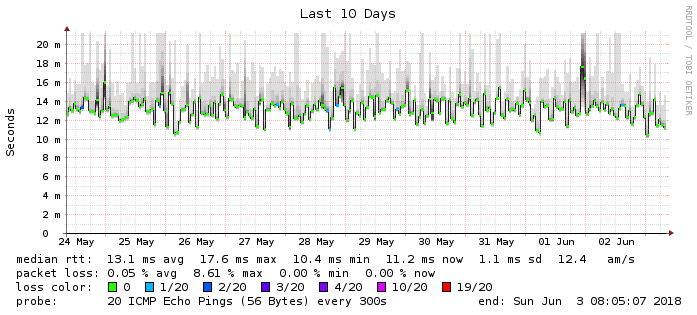 Last 10 Days
RRDTOOL / TOBI OETIKER
Seconds
20 m
18 m
16 m
14 m
12 m
10 m
8 m
6 m
4 m
2 m
0
24 May 25 May 26 May 27 May 28 May 29 May 30 May 31 May 01 Jun 02 Jun
median rtt: 13.1 ms avg 17.6 ms max 10.4 ms min 11.2 ms now 1.1 ms sd 12.4 am/s
packet loss: 0.05 % avg 8.61 % max 0.00 % min 0.00 % now
loss color: 0 1/20 2/20 3/20 4/20 10/20 19/20
probe: 20 ICMP Echo Pings (56 Bytes) every 300s end: Sun Jun 3 08:05:07 2018